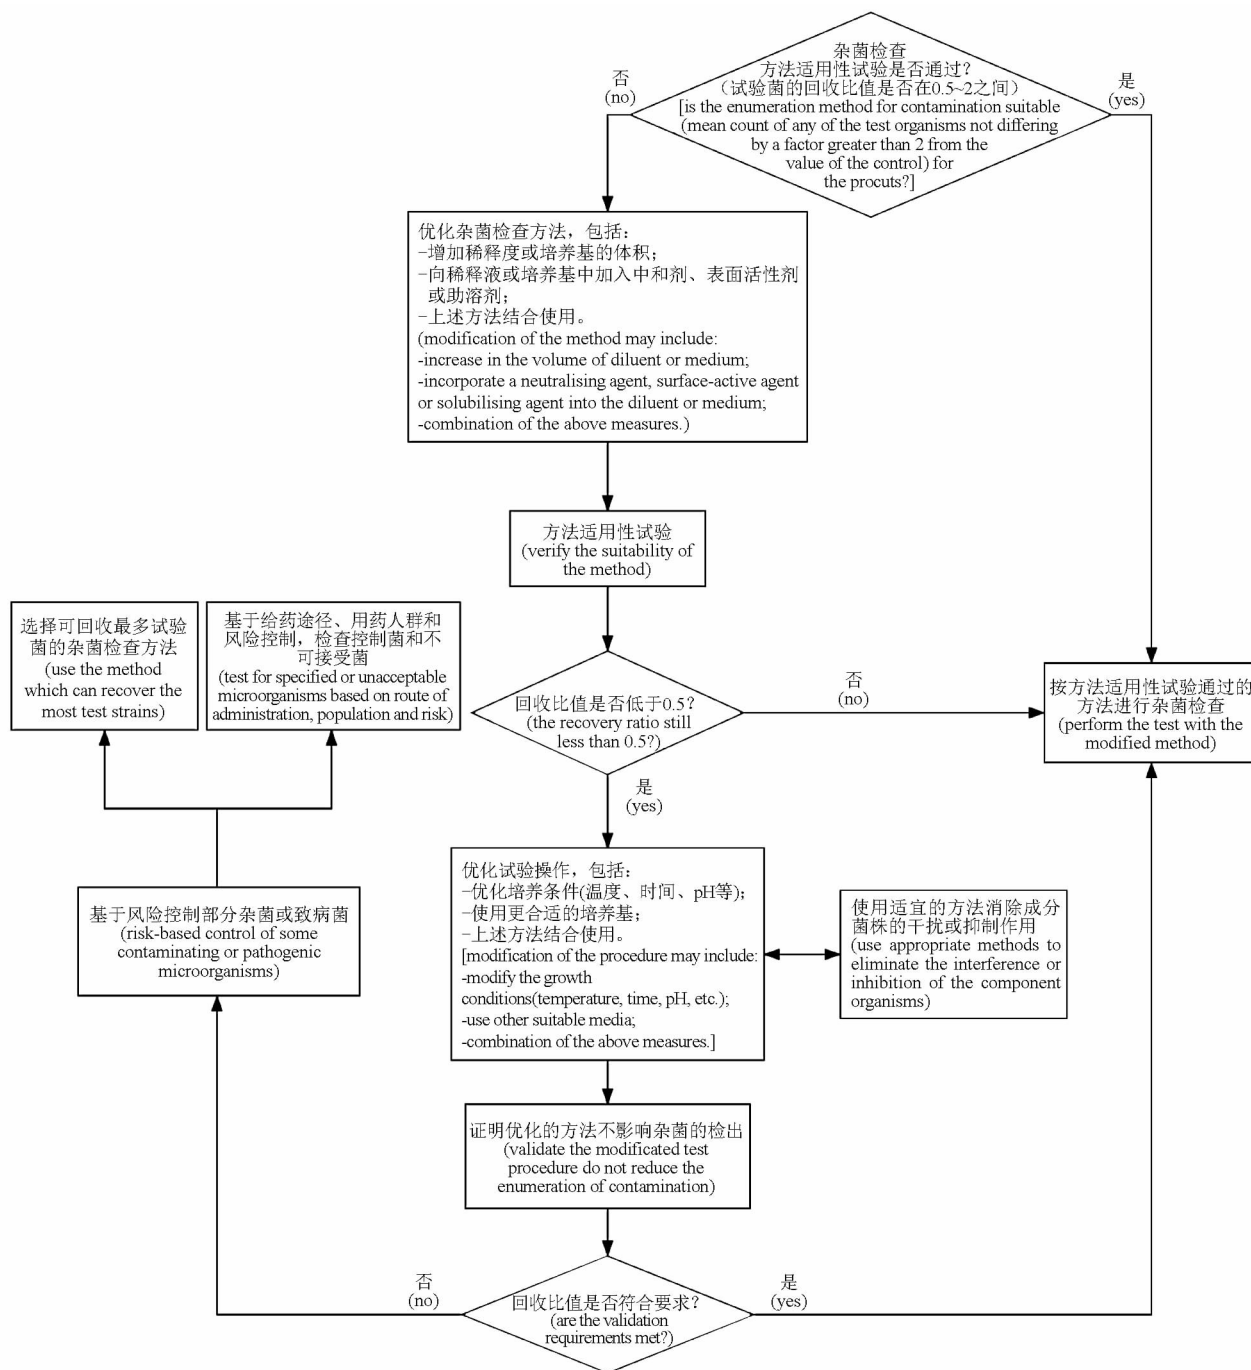 杂菌检查
方法适用性试验是否通过？
（试验菌的回收比值是否在0.5~2之间）
[is the enumeration method for contamination suitable
(mean count of any of the test organisms not differing
by a factor greater than 2 from the
value of the control) for
the procuts?]
否
(no)
是
(yes)
优化杂菌检查方法，包括：
-增加稀释度或培养基的体积；
-向稀释液或培养基中加入中和剂、表面活性剂
或助溶剂；
-上述方法结合使用。
(modification of the method may include:
-increase in the volume of diluent or medium;
-incorporate a neutralising agent, surface-active agent
or solubilising agent into the diluent or medium;
-combination of the above measures.)
方法适用性试验
(verify the suitability of
the method)
选择可回收最多试验
菌的杂菌检查方法
(use the method
which can recover the
most test strains)
基于给药途径、用药人群和
风险控制，检查控制菌和不
可接受菌
(test for specified or unacceptable
microorganisms based on route of
administration, population and risk)
回收比值是否低于0.5？
(the recovery ratio still
less than 0.5?)
否
(no)
按方法适用性试验通过的
方法进行杂菌检查
(perform the test with the
modified method)
是
(yes)
优化试验操作，包括：
-优化培养条件(温度、时间、pH等)；
-使用更合适的培养基；
-上述方法结合使用。
[modification of the procedure may include:
-modify the growth
conditions(temperature, time, pH, etc.);
-use other suitable media;
-combination of the above measures.]
使用适宜的方法消除成分
菌株的干扰或抑制作用
(use appropriate methods to
eliminate the interference or
inhibition of the component
organisms)
基于风险控制部分杂菌或致病菌
(risk-based control of some
contaminating or pathogenic
microorganisms)
证明优化的方法不影响杂菌的检出
(validate the modificated test
procedure do not reduce the
enumeration of contamination)
否
(no)
回收比值是否符合要求？
(are the validation
requirements met?)
是
(yes)